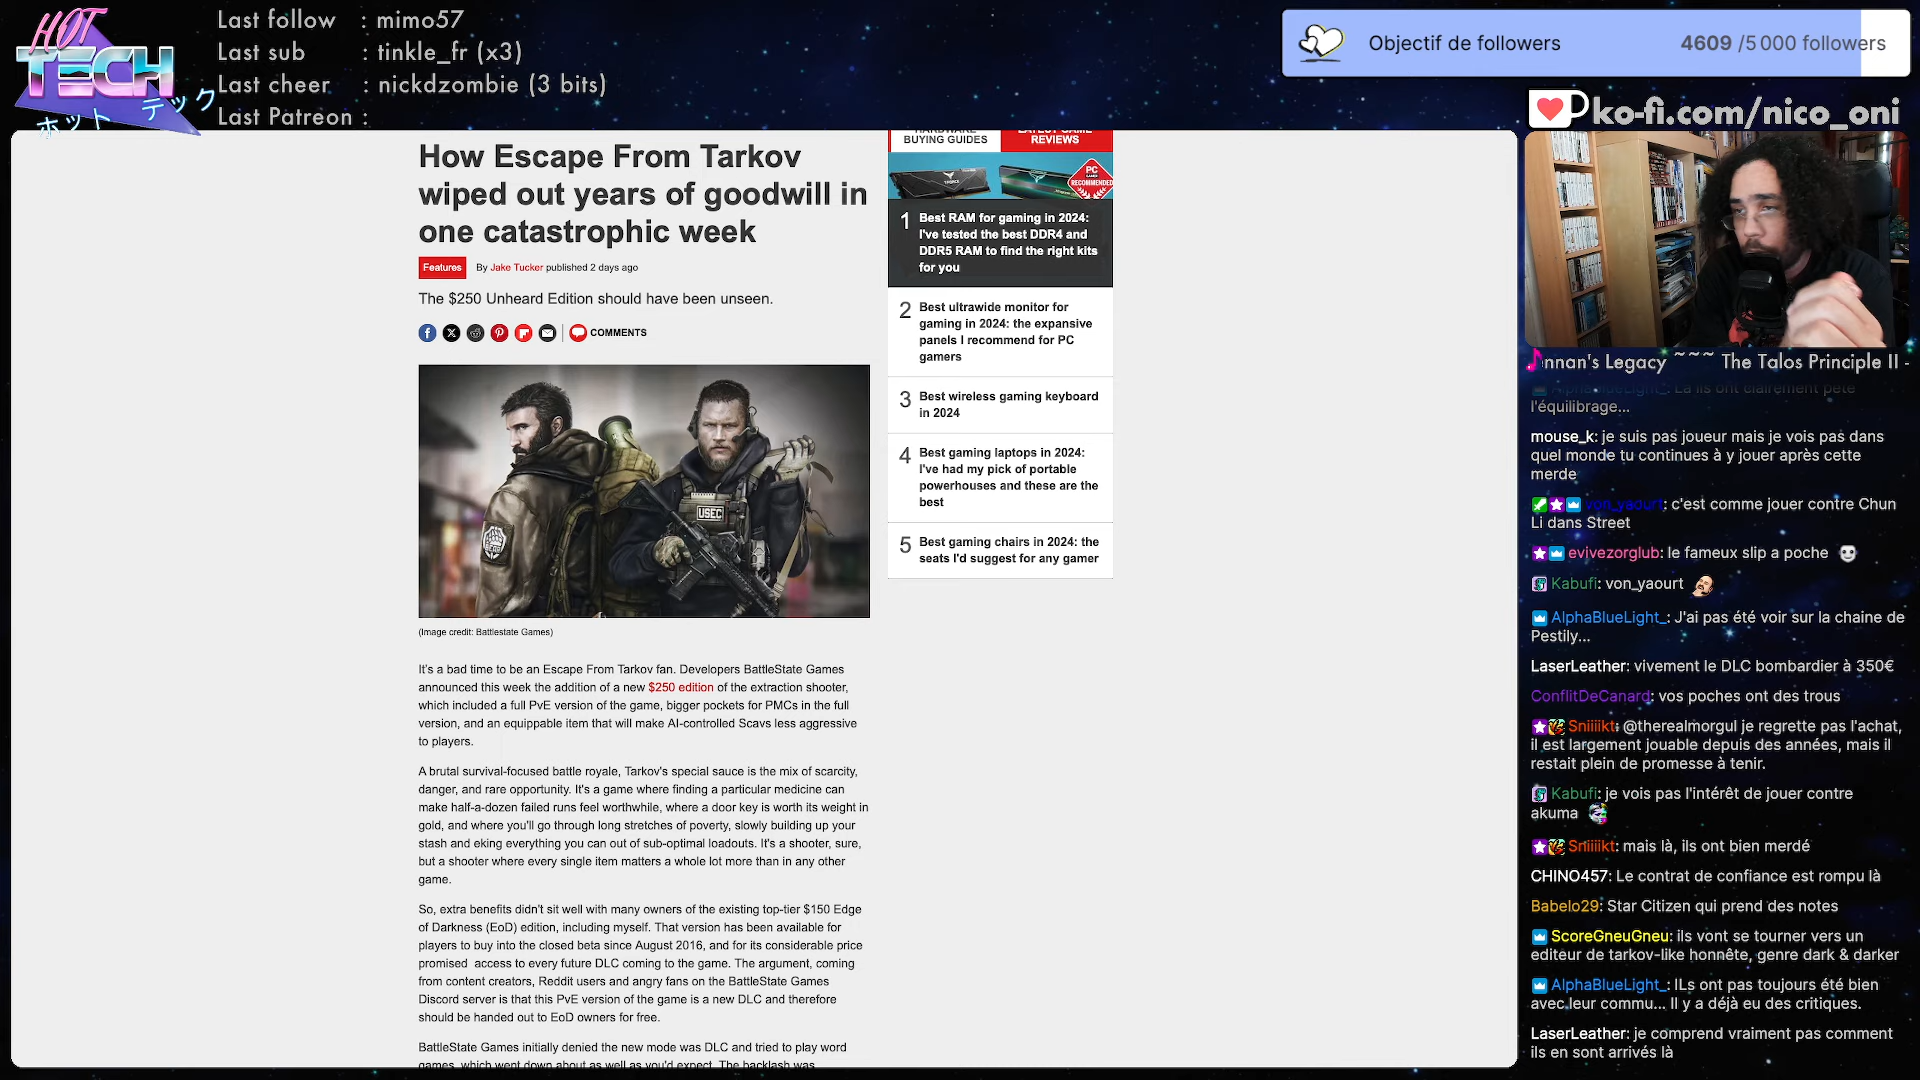 HOT
TECH
ホット テック
Last follow : mimo57
Last sub : tinkle_fr (x3)
Last cheer : nickdzombie (3 bits)
Last Patreon :
Objectif de followers
4609 /5 000 followers
ko-fi.com/nico_oni
How Escape From Tarkov
wiped out years of goodwill in
one catastrophic week
Features By Jake Tucker published 2 days ago
The $250 Unheard Edition should have been unseen.
COMMENTS
USEC
(Image credit: Battlestate Games)
It's a bad time to be an Escape From Tarkov fan. Developers BattleState Games
announced this week the addition of a new $250 edition of the extraction shooter,
which included a full PvE version of the game, bigger pockets for PMCs in the full
version, and an equippable item that will make AI-controlled Scavs less aggressive
to players.
A brutal survival-focused battle royale, Tarkov's special sauce is the mix of scarcity,
danger, and rare opportunity. It's a game where finding a particular medicine can
make half-a-dozen failed runs feel worthwhile, where a door key is worth its weight in
gold, and where you'll go through long stretches of poverty, slowly building up your
stash and eking everything you can out of sub-optimal loadouts. It's a shooter, sure,
but a shooter where every single item matters a whole lot more than in any other
game.
So, extra benefits didn't sit well with many owners of the existing top-tier $150 Edge
of Darkness (EoD) edition, including myself. That version has been available for
players to buy into the closed beta since August 2016, and for its considerable price
promised access to every future DLC coming to the game. The argument, coming
from content creators, Reddit users and angry fans on the BattleState Games
Discord server is that this PvE version of the game is a new DLC and therefore
should be handed out to EoD owners for free.
BattleState Games initially denied the new mode was DLC and tried to play word
games, which went down about as well as you'd expect. The backlash was
HARDWARE
BUYING GUIDES
LATEST GAME
REVIEWS
PC
GAMER
RECOMMENDED
1 Best RAM for gaming in 2024:
I've tested the best DDR4 and
DDR5 RAM to find the right kits
for you
2 Best ultrawide monitor for
gaming in 2024: the expansive
panels I recommend for PC
gamers
3 Best wireless gaming keyboard
in 2024
4 Best gaming laptops in 2024:
I've had my pick of portable
powerhouses and these are the
best
5 Best gaming chairs in 2024: the
seats I'd suggest for any gamer
ennan's Legacy ~~~ The Talos Principle II -
AlphaBlueLight_: Là ils ont clairement pété
l'équilibrage...
mouse_k: je suis pas joueur mais je vois pas dans
quel monde tu continues à y jouer après cette
merde
von_yaourt: c'est comme jouer contre Chun
Li dans Street
evivezorglub: le fameux slip a poche
Kabufi: von_yaourt
AlphaBlueLight_: J'ai pas été voir sur la chaine de
Pestily...
LaserLeather: vivement le DLC bombardier à 350€
ConflitDeCanard: vos poches ont des trous
Sniiiikt: @therealmorgul je regrette pas l'achat,
il est largement jouable depuis des années, mais il
restait plein de promesse à tenir.
Kabufi: je vois pas l'intérêt de jouer contre
akuma
Sniiiikt: mais là, ils ont bien merdé
CHINO457: Le contrat de confiance est rompu là
Babelo29: Star Citizen qui prend des notes
ScoreGneuGneu: ils vont se tourner vers un
editeur de tarkov-like honnête, genre dark & darker
AlphaBlueLight_: ILs ont pas toujours été bien
avec leur commu... Il y a déjà eu des critiques.
LaserLeather: je comprend vraiment pas comment
ils en sont arrivés là